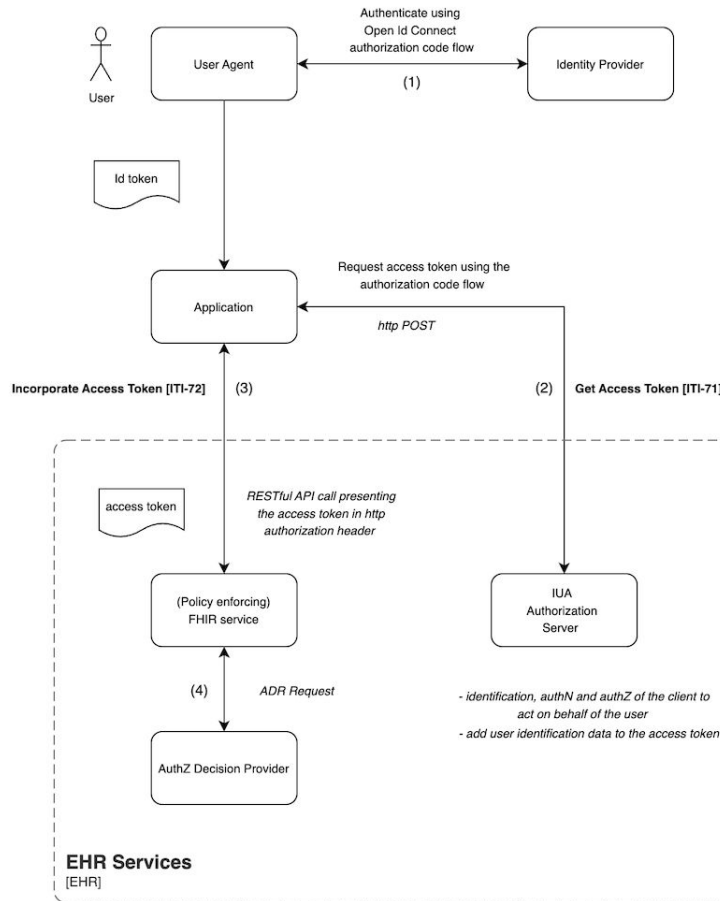 Authenticate using
Open Id Connect
authorization code flow
User Agent
(1)
Identity Provider
User
Id token
Request access token using the
authorization code flow
Application
http POST
Incorporate Access Token [ITI-72]
(3)
(2)
Get Access Token [ITI-71]
access token
RESTful API call presenting
the access token in http
authorization header
(Policy enforcing)
FHIR service
IUA
Authorization
Server
(4)
ADR Request
- identification, authN and authZ of the client to
act on behalf of the user
- add user identification data to the access token
AuthZ Decision Provider
EHR Services
[EHR]